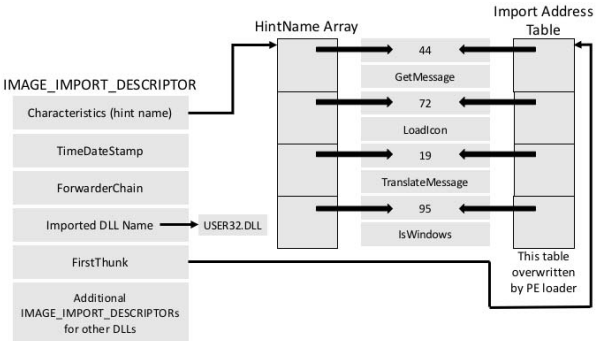 HintName Array
Import Address
Table
IMAGE_IMPORT_DESCRIPTOR
Characteristics (hint name)
TimeDateStamp
ForwarderChain
Imported DLL Name
USER32.DLL
FirstThunk
Additional
IMAGE_IMPORT_DESCRIPTORs
for other DLLs
44
GetMessage
72
LoadIcon
19
TranslateMessage
95
IsWindows
This table
overwritten
by PE loader